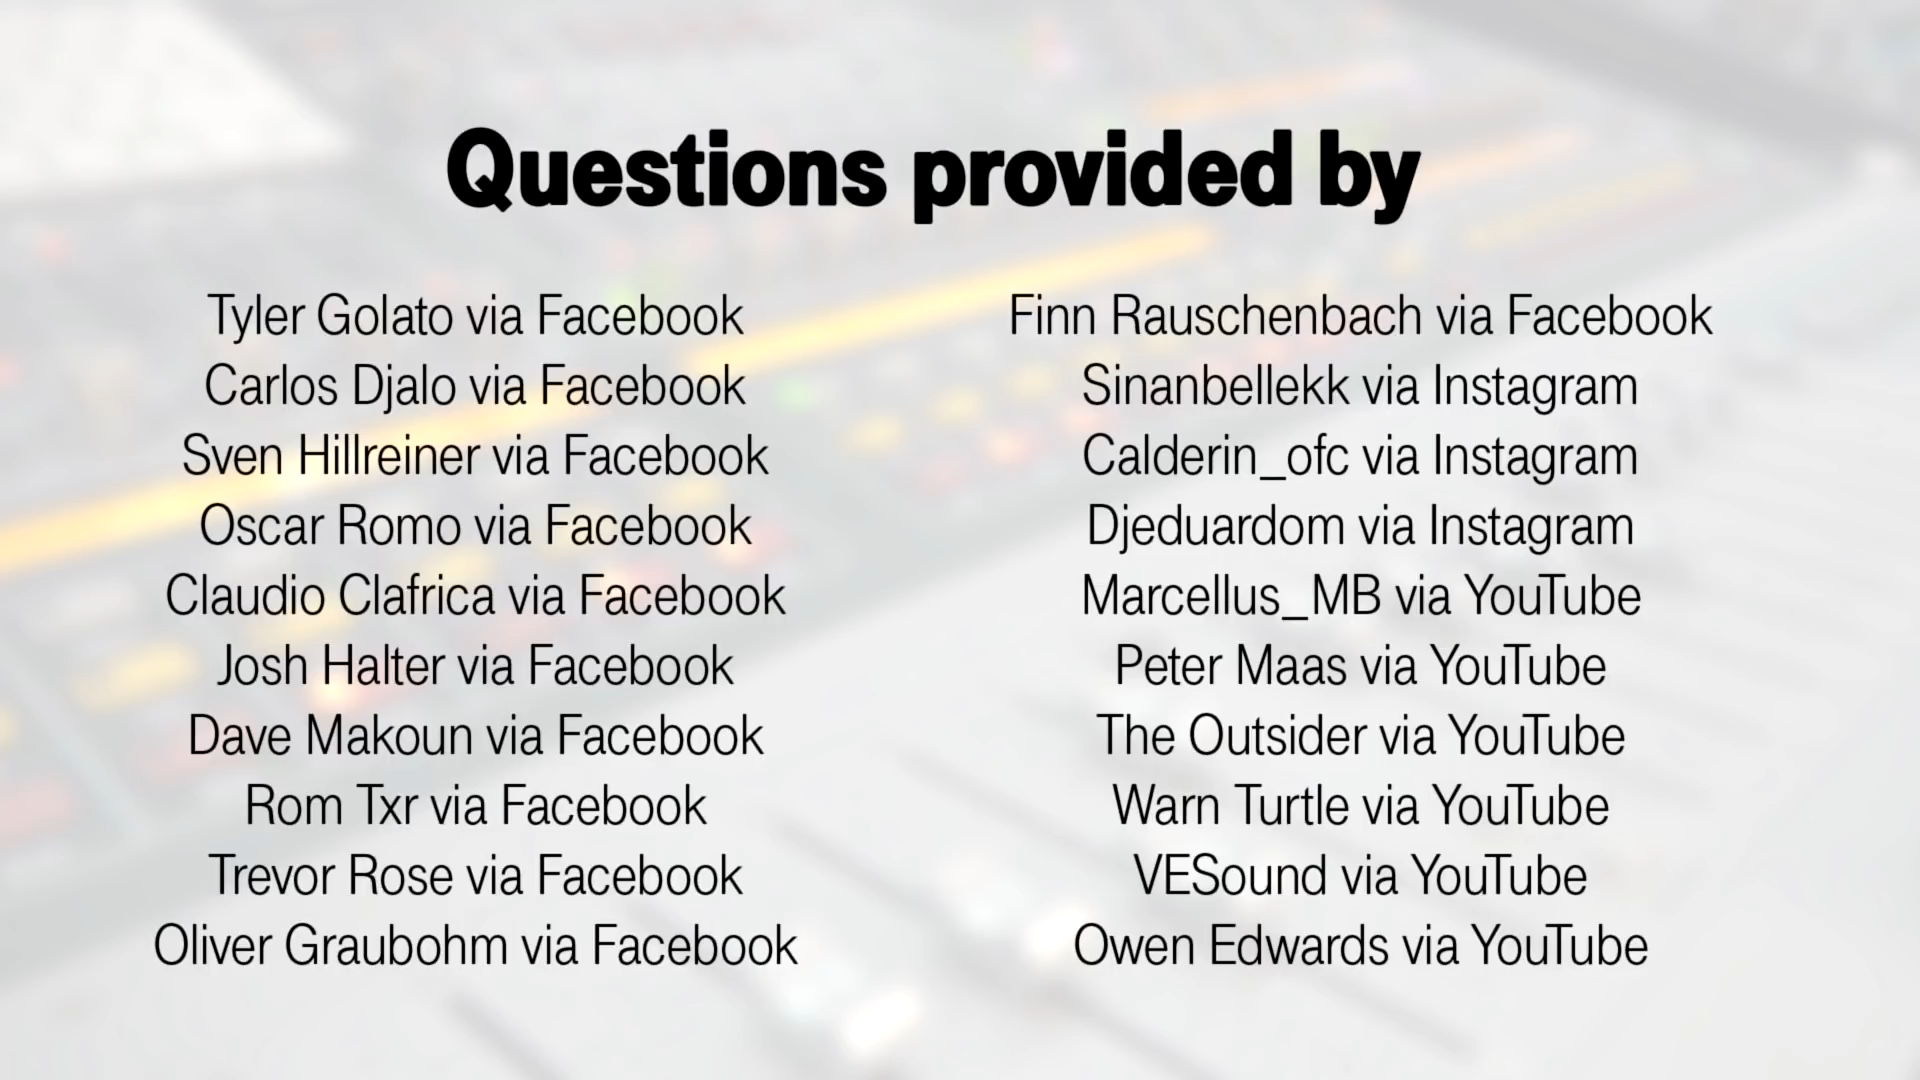 Questions provided by
Tyler Golato via Facebook
Carlos Djalo via Facebook
Sven Hillreiner via Facebook
Oscar Romo via Facebook
Claudio Clafrica via Facebook
Josh Halter via Facebook
Dave Makoun via Facebook
Rom Txr via Facebook
Trevor Rose via Facebook
Oliver Graubohm via Facebook
Finn Rauschenbach via Facebook
Sinanbellekk via Instagram
Calderin_ofc via Instagram
Djeduardom via Instagram
Marcellus_MB via YouTube
Peter Maas via YouTube
The Outsider via YouTube
Warn Turtle via YouTube
VESound via YouTube
Owen Edwards via YouTube